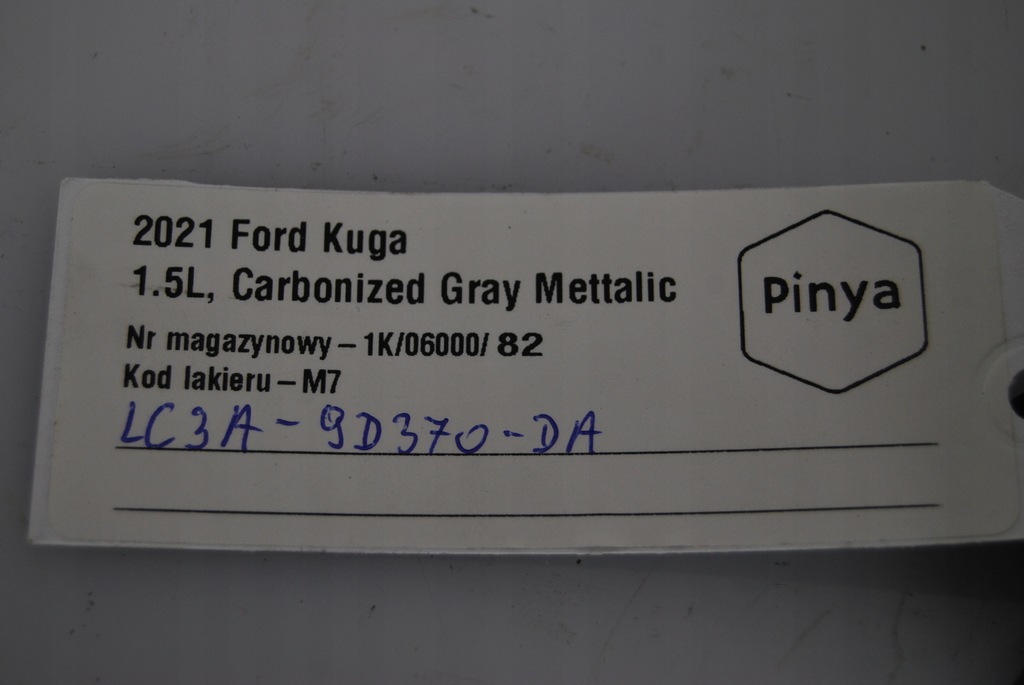 2021 Ford Kuga
1.5L, Carbonized Gray Mettalic
Nr magazynowy – 1K/06000/ 82
Kod lakieru – M7
LC3A-9D370-DA
Pinya